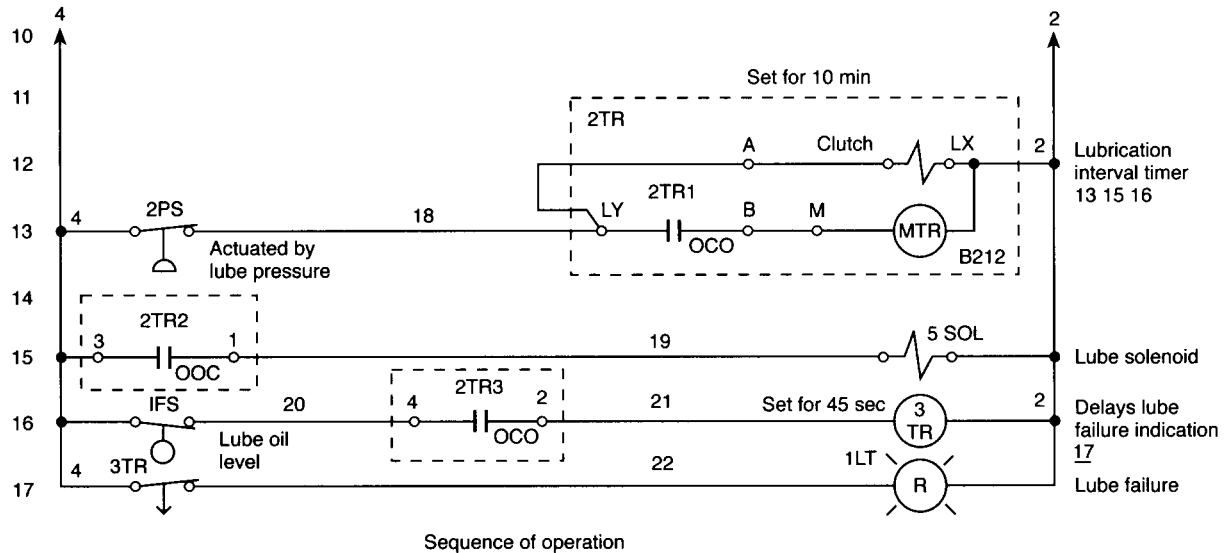 4
2
10
11
Set for 10 min
2TR
12
A
Clutch
LX
2
Lubrication
interval timer
13 15 16
13
4
2PS
18
LY
2TR1
B
M
MTR
OCO
B212
Actuated by
lube pressure
14
15
3
2TR2
1
OOC
19
5 SOL
Lube solenoid
16
IFS
20
4
2TR3
2
OCO
21
Set for 45 sec
3
TR
2
Delays lube
failure indication
17
Lube oil
level
17
4
3TR
22
1LT
R
Lube failure
Sequence of operation